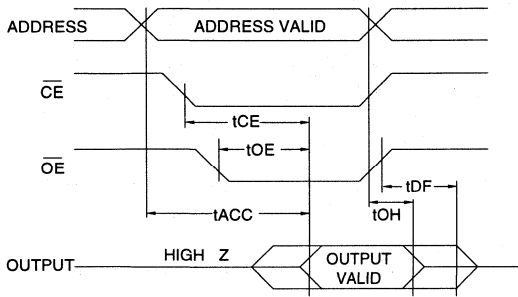 ADDRESS
ADDRESS VALID
CE
tCE
OE
tOE
tDF
tACC
tOH
OUTPUT
HIGH Z
OUTPUT
VALID